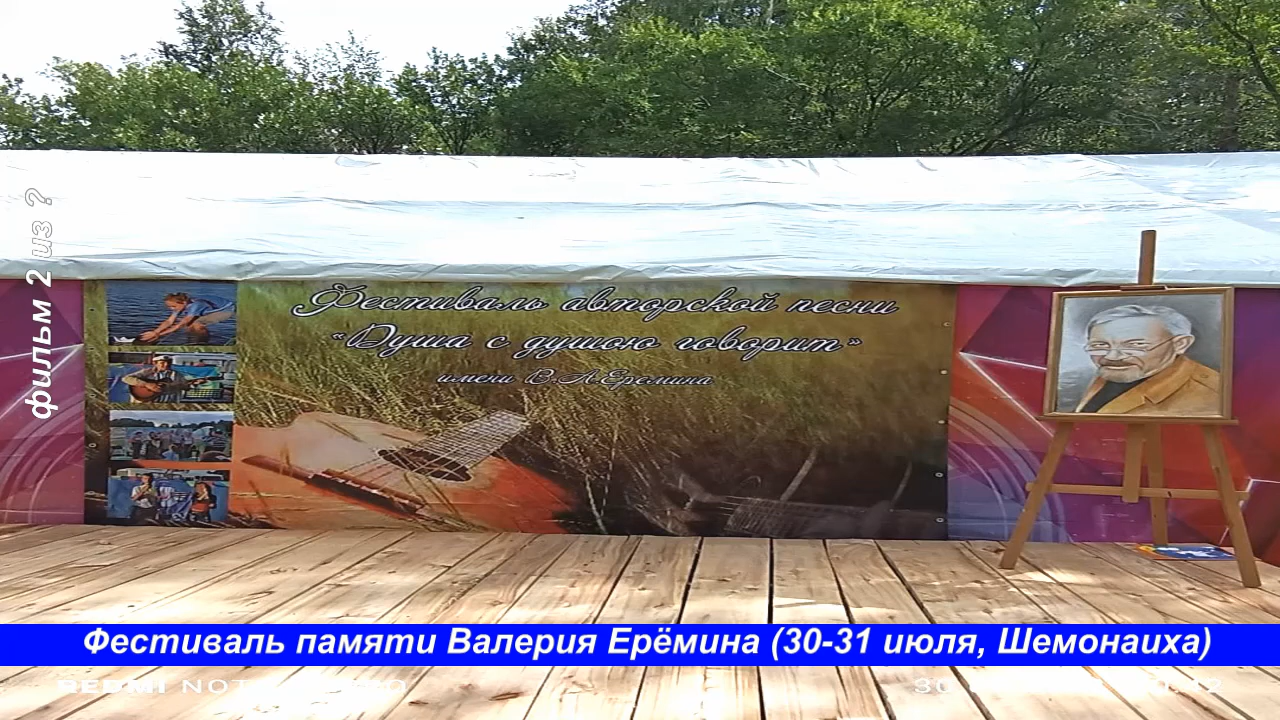 фильм 2 из ?
Фестиваль авторской песни
«Душа с душою говорит»
имени В.А.Еремина
Фестиваль памяти Валерия Ерёмина (30-31 июля, Шемонаиха)
REDMI